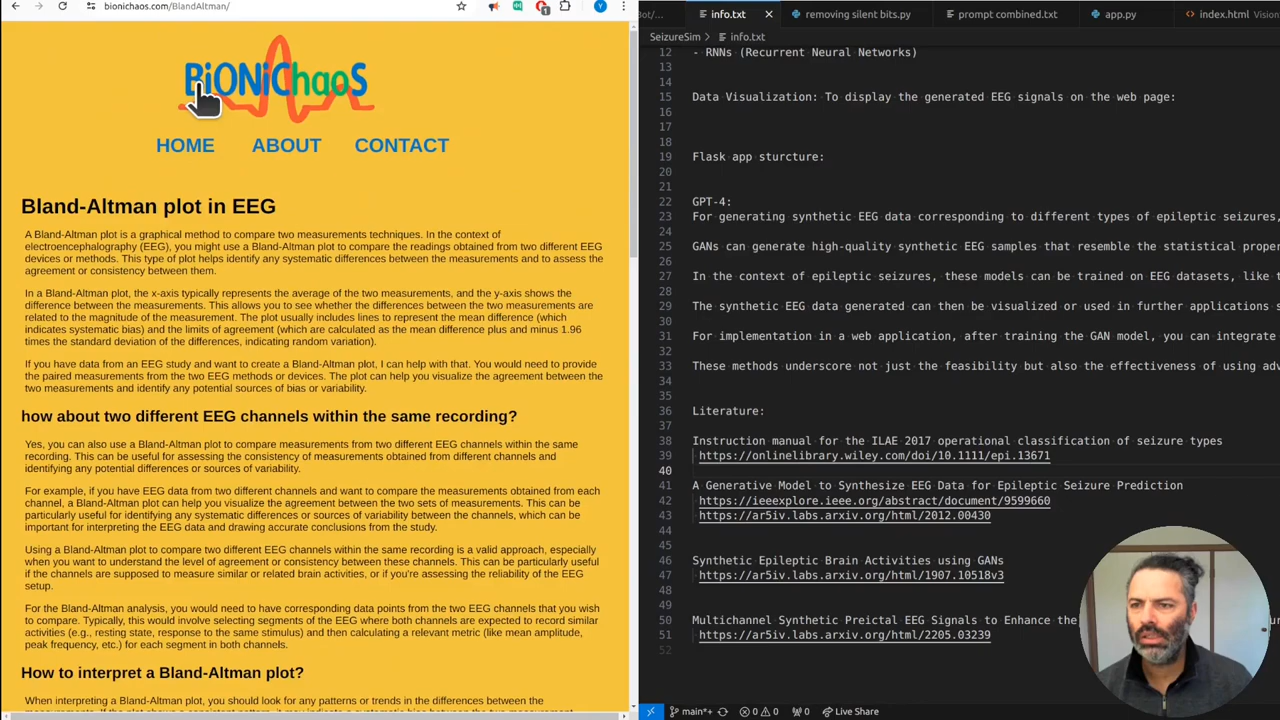 bionichaos.com/BlandAltman/
BiONiChaoS
HOME ABOUT CONTACT
Bland-Altman plot in EEG
A Bland-Altman plot is a graphical method to compare two measurements techniques. In the context of
electroencephalography (EEG), you might use a Bland-Altman plot to compare the readings obtained from two different EEG
devices or methods. This type of plot helps identify any systematic differences between the measurements and to assess the
agreement or consistency between them.
In a Bland-Altman plot, the x-axis typically represents the average of the two measurements, and the y-axis shows the
difference between the measurements. This allows you to see whether the differences between the two measurements are
related to the magnitude of the measurement. The plot usually includes lines to represent the mean difference (which
indicates systematic bias) and the limits of agreement (which are calculated as the mean difference plus and minus 1.96
times the standard deviation of the differences, indicating random variation).
If you have data from an EEG study and want to create a Bland-Altman plot, I can help with that. You would need to provide
the paired measurements from the two EEG methods or devices. The plot can help you visualize the agreement between the
two measurements and identify any potential sources of bias or variability.
how about two different EEG channels within the same recording?
Yes, you can also use a Bland-Altman plot to compare measurements from two different EEG channels within the same
recording. This can be useful for assessing the consistency of measurements obtained from different channels and
identifying any potential differences or sources of variability.
For example, if you have EEG data from two different channels and want to compare the measurements obtained from each
channel, a Bland-Altman plot can help you visualize the agreement between the two sets of measurements. This can be
particularly useful for identifying any systematic differences or sources of variability between the channels, which can be
important for interpreting the EEG data and drawing accurate conclusions from the study.
Using a Bland-Altman plot to compare two different EEG channels within the same recording is a valid approach, especially
when you want to understand the level of agreement or consistency between these channels. This can be particularly useful
if the channels are supposed to measure similar or related brain activities, or if you're assessing the reliability of the EEG
setup.
For the Bland-Altman analysis, you would need to have corresponding data points from the two EEG channels that you wish
to compare. Typically, this would involve selecting segments of the EEG where both channels are expected to record similar
activities (e.g., resting state, response to the same stimulus) and then calculating a relevant metric (like mean amplitude,
peak frequency, etc.) for each segment in both channels.
How to interpret a Bland-Altman plot?
When interpreting a Bland-Altman plot, you should look for any patterns or trends in the differences between the
Bot/... info.txt removing silent bits.py prompt combined.txt app.py index.html Vision
SeizureSim > info.txt
12 - RNNs (Recurrent Neural Networks)
13
14
15 Data Visualization: To display the generated EEG signals on the web page:
16
17
18
19 Flask app sturcture:
20
21
22 GPT-4:
23 For generating synthetic EEG data corresponding to different types of epileptic seizures,
24
25 GANs can generate high-quality synthetic EEG samples that resemble the statistical proper
26
27 In the context of epileptic seizures, these models can be trained on EEG datasets, like t
28
29 The synthetic EEG data generated can then be visualized or used in further applications s
30
31 For implementation in a web application, after training the GAN model, you can integrate
32
33 These methods underscore not just the feasibility but also the effectiveness of using adv
34
35
36 Literature:
37
38 Instruction manual for the ILAE 2017 operational classification of seizure types
39 https://onlinelibrary.wiley.com/doi/10.1111/epi.13671
40
41 A Generative Model to Synthesize EEG Data for Epileptic Seizure Prediction
42 https://ieeexplore.ieee.org/abstract/document/9599660
43 https://ar5iv.labs.arxiv.org/html/2012.00430
44
45
46 Synthetic Epileptic Brain Activities using GANs
47 https://ar5iv.labs.arxiv.org/html/1907.10518v3
48
49
50 Multichannel Synthetic Preictal EEG Signals to Enhance the
51 https://ar5iv.labs.arxiv.org/html/2205.03239
52
main*+ 0 0 0 Live Share